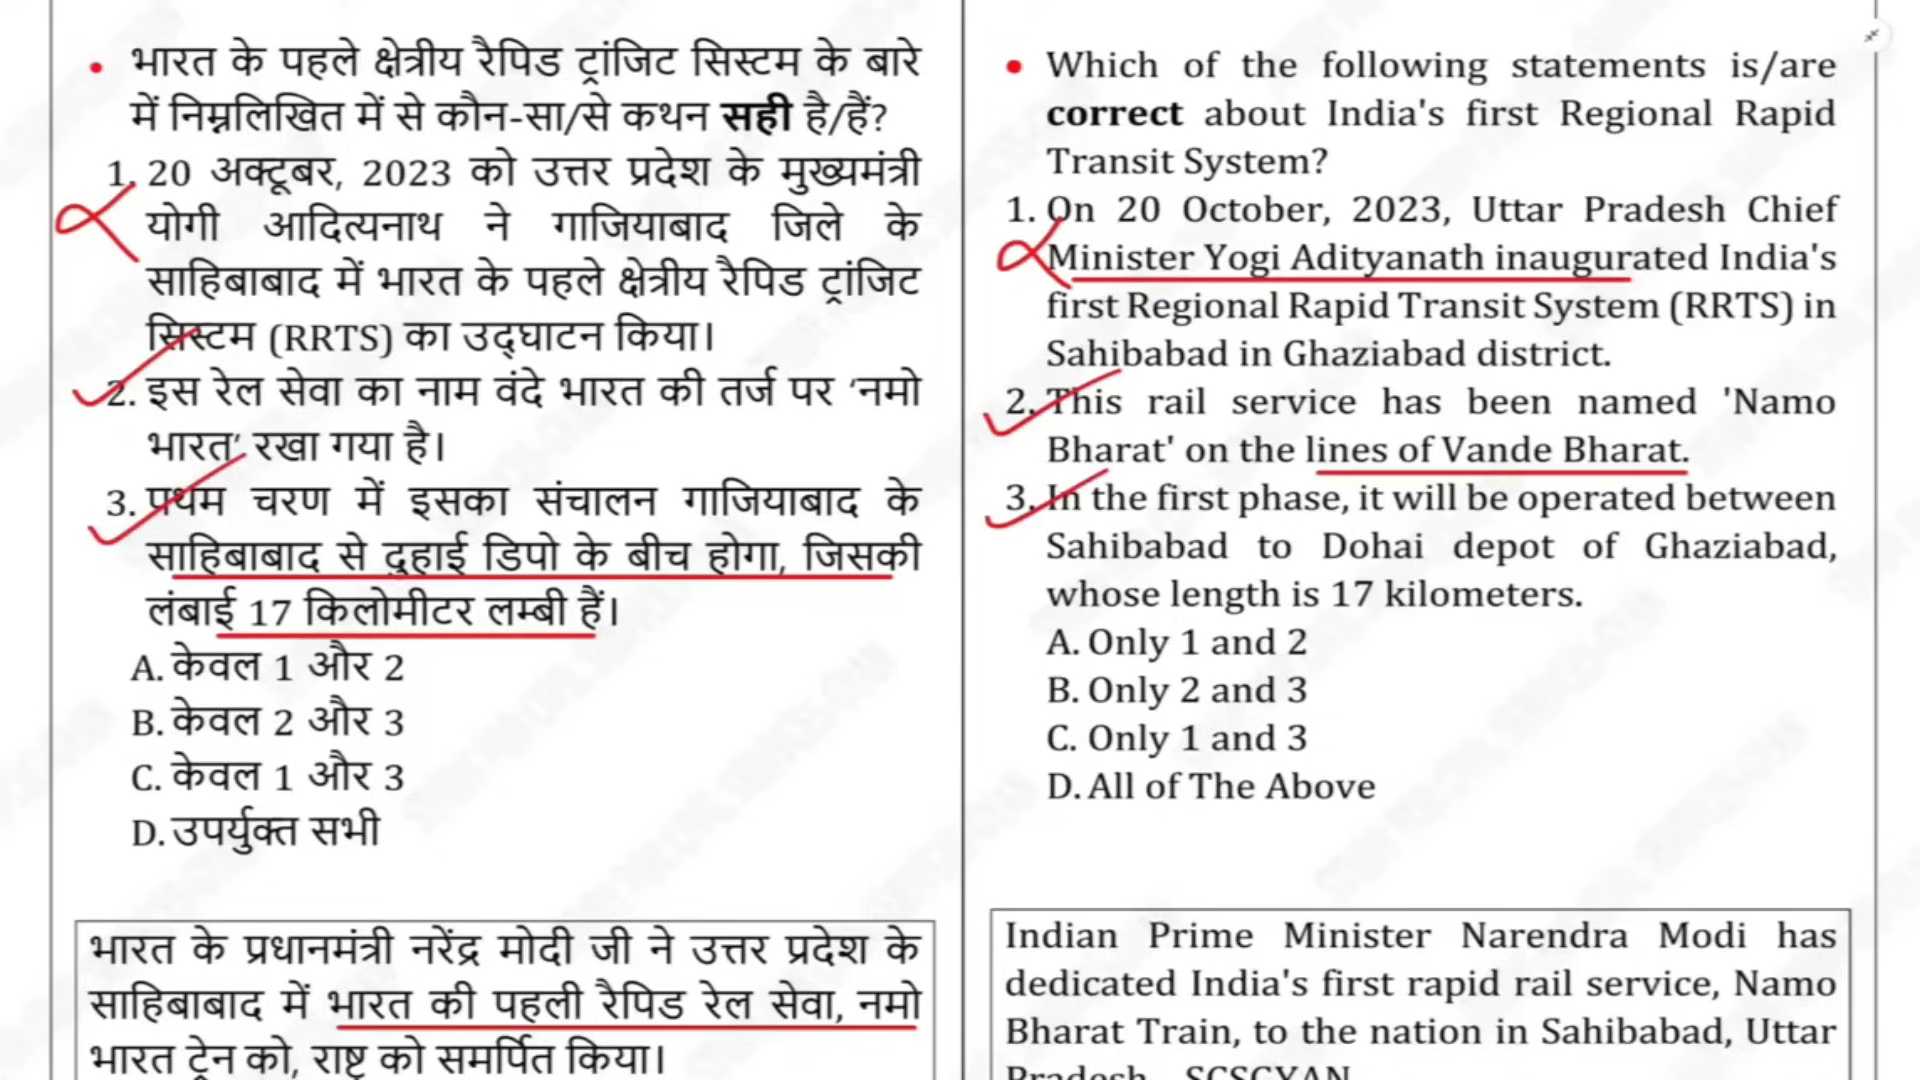 • भारत के पहले क्षेत्रीय रैपिड ट्रांजिट सिस्टम के बारे
में निम्नलिखित में से कौन-सा/से कथन सही है/हैं?
1. 20 अक्टूबर, 2023 को उत्तर प्रदेश के मुख्यमंत्री
योगी आदित्यनाथ ने गाजियाबाद जिले के
साहिबाबाद में भारत के पहले क्षेत्रीय रैपिड ट्रांजिट
सिस्टम (RRTS) का उद्घाटन किया।
2. इस रेल सेवा का नाम वंदे भारत की तर्ज पर ‘नमो
भारत’ रखा गया है।
3. प्रथम चरण में इसका संचालन गाजियाबाद के
साहिबाबाद से दुहाई डिपो के बीच होगा, जिसकी
लंबाई 17 किलोमीटर लम्बी हैं।
A. केवल 1 और 2
B. केवल 2 और 3
C. केवल 1 और 3
D. उपर्युक्त सभी
भारत के प्रधानमंत्री नरेंद्र मोदी जी ने उत्तर प्रदेश के
साहिबाबाद में भारत की पहली रैपिड रेल सेवा, नमो
भारत ट्रेन को, राष्ट्र को समर्पित किया।
• Which of the following statements is/are
correct about India's first Regional Rapid
Transit System?
1. On 20 October, 2023, Uttar Pradesh Chief
Minister Yogi Adityanath inaugurated India's
first Regional Rapid Transit System (RRTS) in
Sahibabad in Ghaziabad district.
2. This rail service has been named 'Namo
Bharat' on the lines of Vande Bharat.
3. In the first phase, it will be operated between
Sahibabad to Dohai depot of Ghaziabad,
whose length is 17 kilometers.
A. Only 1 and 2
B. Only 2 and 3
C. Only 1 and 3
D. All of The Above
Indian Prime Minister Narendra Modi has
dedicated India's first rapid rail service, Namo
Bharat Train, to the nation in Sahibabad, Uttar
Pradesh. SCSGYAN